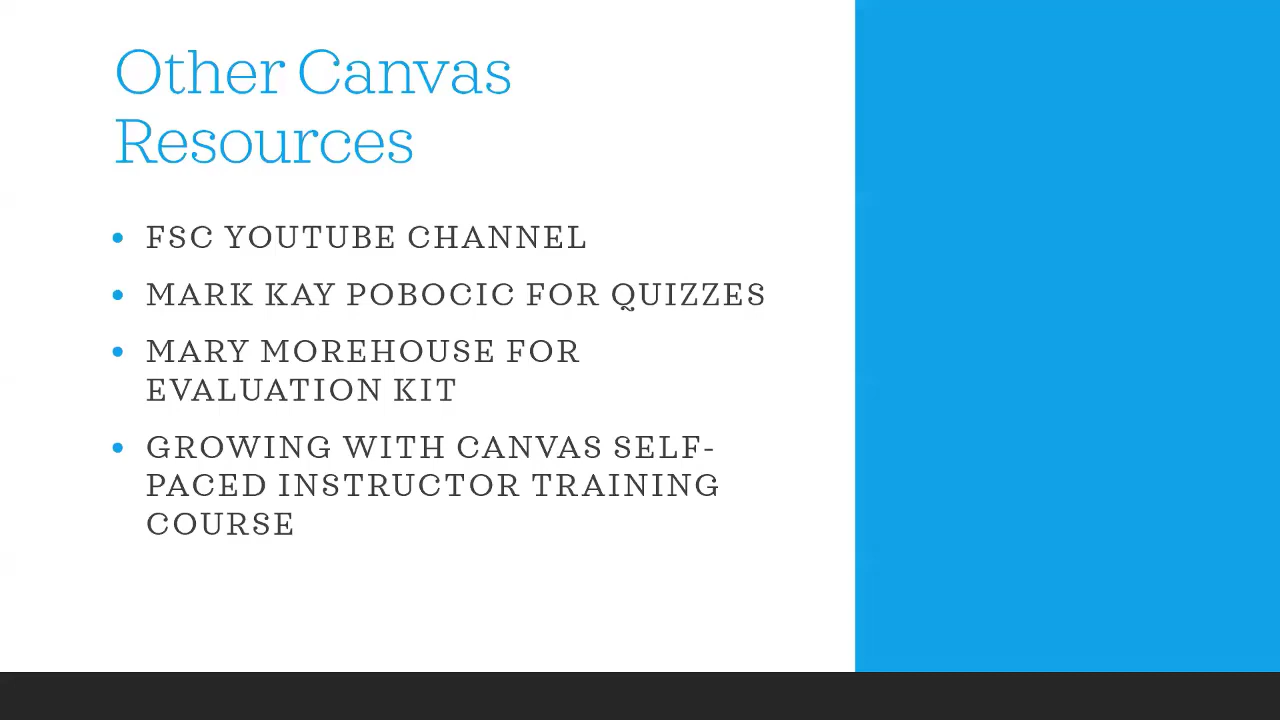 Other Canvas
Resources
• FSC YOUTUBE CHANNEL
• MARK KAY POBOCIC FOR QUIZZES
• MARY MOREHOUSE FOR
EVALUATION KIT
• GROWING WITH CANVAS SELF-
PACED INSTRUCTOR TRAINING
COURSE